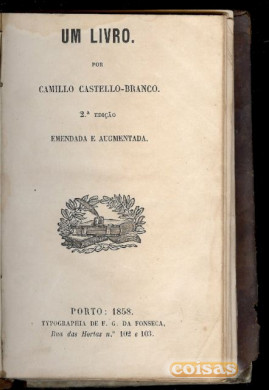 UM LIVRO.
POR
CAMILLO CASTELLO-BRANCO.
2.ª EDIÇÃO
EMENDADA E AUGMENTADA.
PORTO: 1858.
TYPOGRAPHIA DE F. G. DA FONSECA,
Rua das Hortas n.os 102 e 103.
coisas